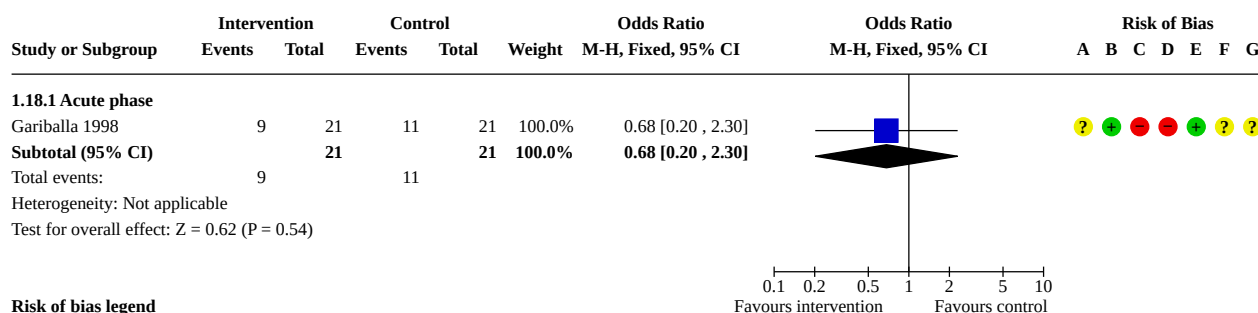 Intervention Control Odds Ratio Odds Ratio Risk of Bias
Study or Subgroup Events Total Events Total Weight M-H, Fixed, 95% CI M-H, Fixed, 95% CI A B C D E F G
1.18.1 Acute phase
Gariballa 1998 9 21 11 21 100.0% 0.68 [0.20 , 2.30] ? + − − + ? ?
Subtotal (95% CI) 21 21 100.0% 0.68 [0.20 , 2.30]
Total events: 9 11
Heterogeneity: Not applicable
Test for overall effect: Z = 0.62 (P = 0.54)
0.1 0.2 0.5 1 2 5 10
Risk of bias legend Favours intervention Favours control